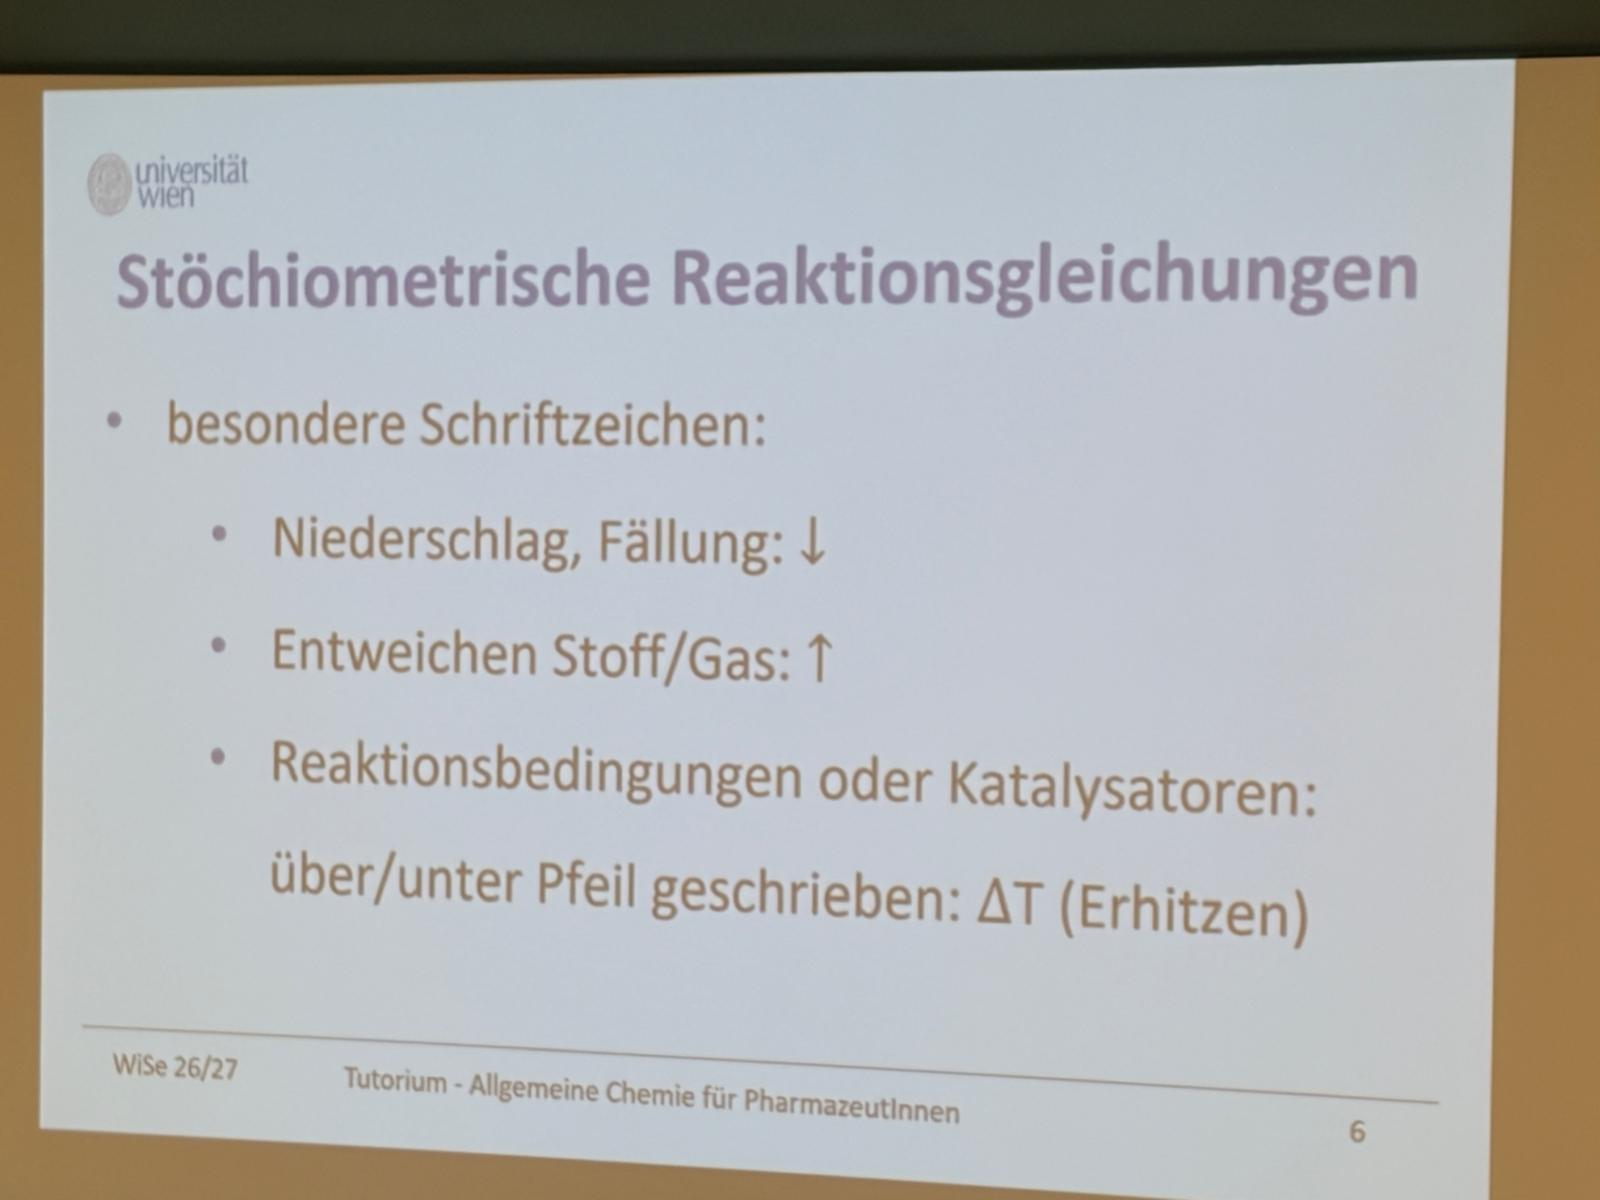 universität
wien
Stöchiometrische Reaktionsgleichungen
• besondere Schriftzeichen:
• Niederschlag, Fällung: ↓
• Entweichen Stoff/Gas: ↑
• Reaktionsbedingungen oder Katalysatoren:
über/unter Pfeil geschrieben: ΔT (Erhitzen)
WiSe 26/27 Tutorium - Allgemeine Chemie für PharmazeutInnen 6